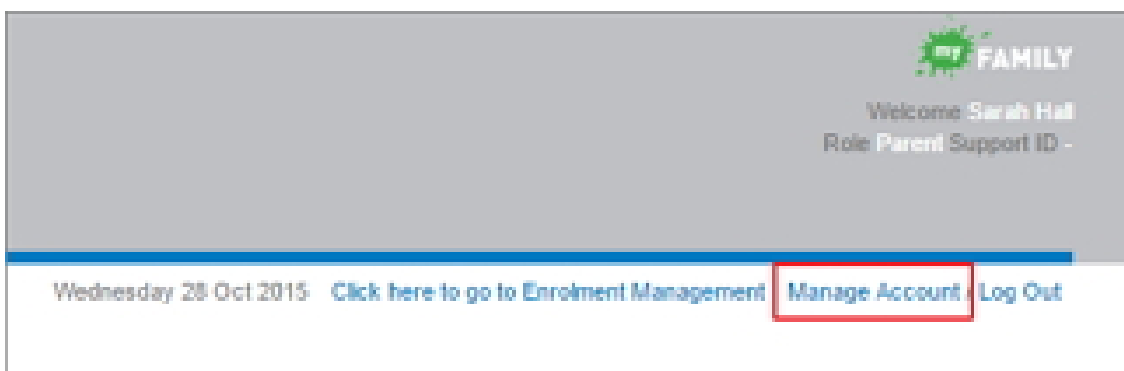 my FAMILY
Welcome Sarah Hall
Role Parent Support ID -
Wednesday 28 Oct 2015 Click here to go to Enrolment Management Manage Account / Log Out